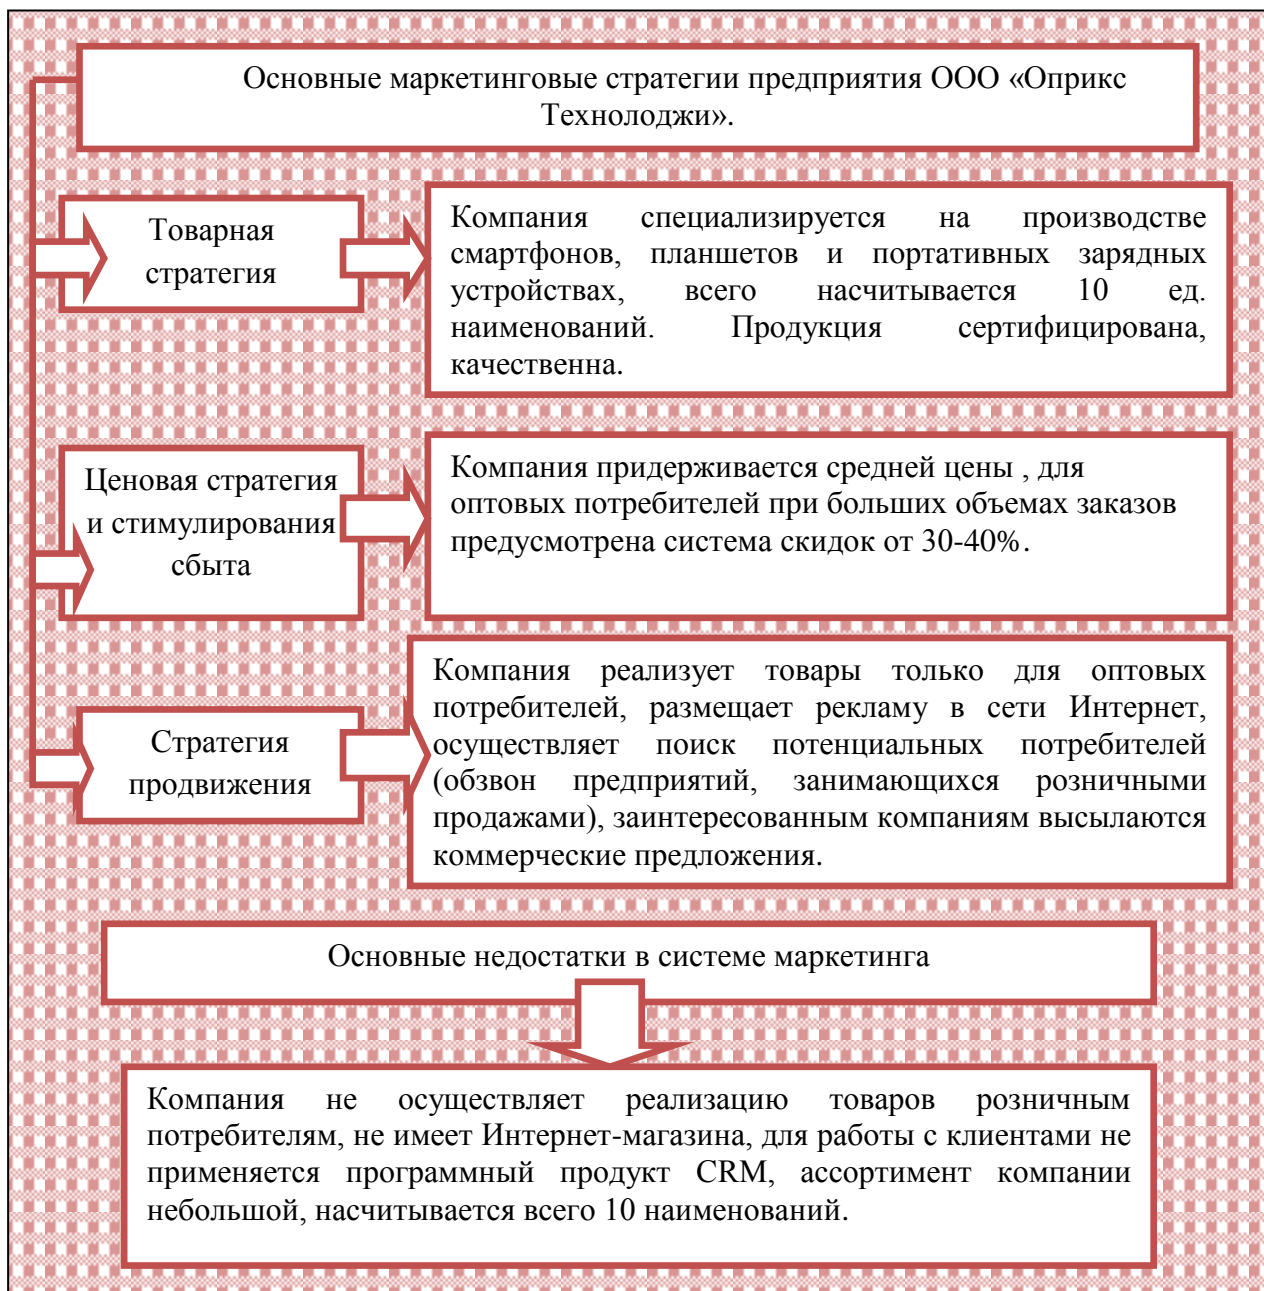 Основные маркетинговые стратегии предприятия ООО «Оприкс
Технолоджи».
Товарная
стратегия
Компания специализируется на производстве
смартфонов, планшетов и портативных зарядных
устройствах, всего насчитывается 10 ед.
наименований. Продукция сертифицирована,
качественна.
Ценовая стратегия
и стимулирования
сбыта
Компания придерживается средней цены , для
оптовых потребителей при больших объемах заказов
предусмотрена система скидок от 30-40%.
Стратегия
продвижения
Компания реализует товары только для оптовых
потребителей, размещает рекламу в сети Интернет,
осуществляет поиск потенциальных потребителей
(обзвон предприятий, занимающихся розничными
продажами), заинтересованным компаниям высылаются
коммерческие предложения.
Основные недостатки в системе маркетинга
Компания не осуществляет реализацию товаров розничным
потребителям, не имеет Интернет-магазина, для работы с клиентами не
применяется программный продукт CRM, ассортимент компании
небольшой, насчитывается всего 10 наименований.